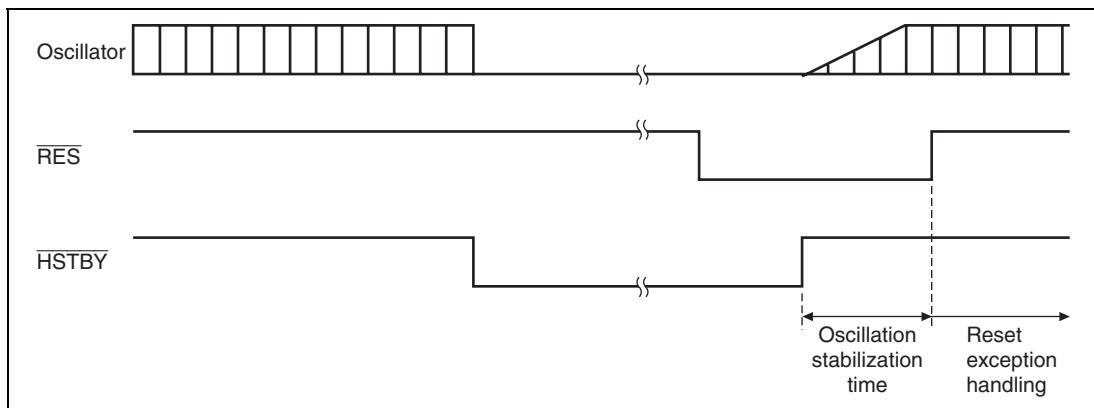 Oscillator
RES
HSTBY
Oscillation
stabilization
time
Reset
exception
handling